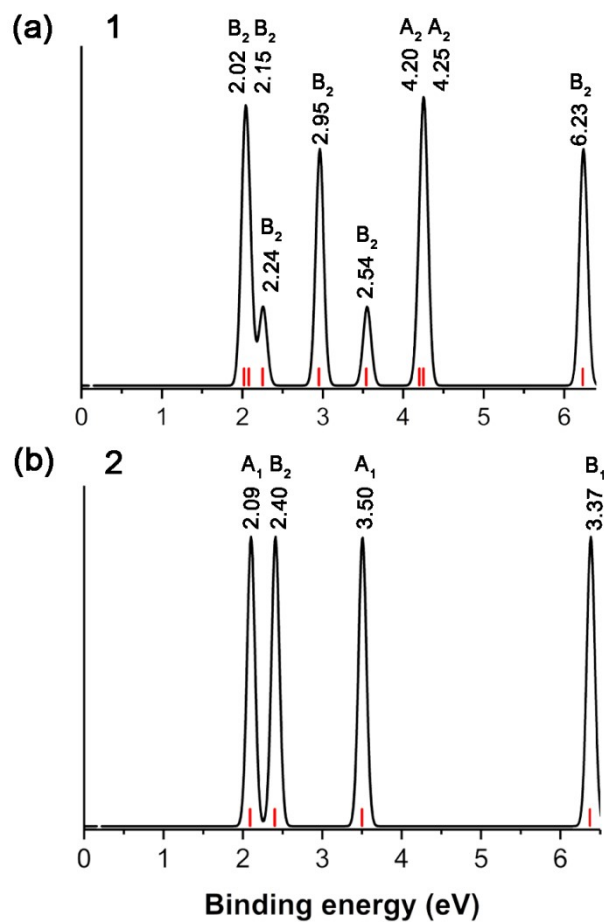 (a) 1
B₂ B₂
2.02 2.15
B₂
2.24
B₂
2.95
B₂
2.54
A₂ A₂
4.20 4.25
B₂
6.23
0 1 2 3 4 5 6
(b) 2
A₁ B₂
2.09 2.40
A₁
3.50
B₁
3.37
0 1 2 3 4 5 6
Binding energy (eV)